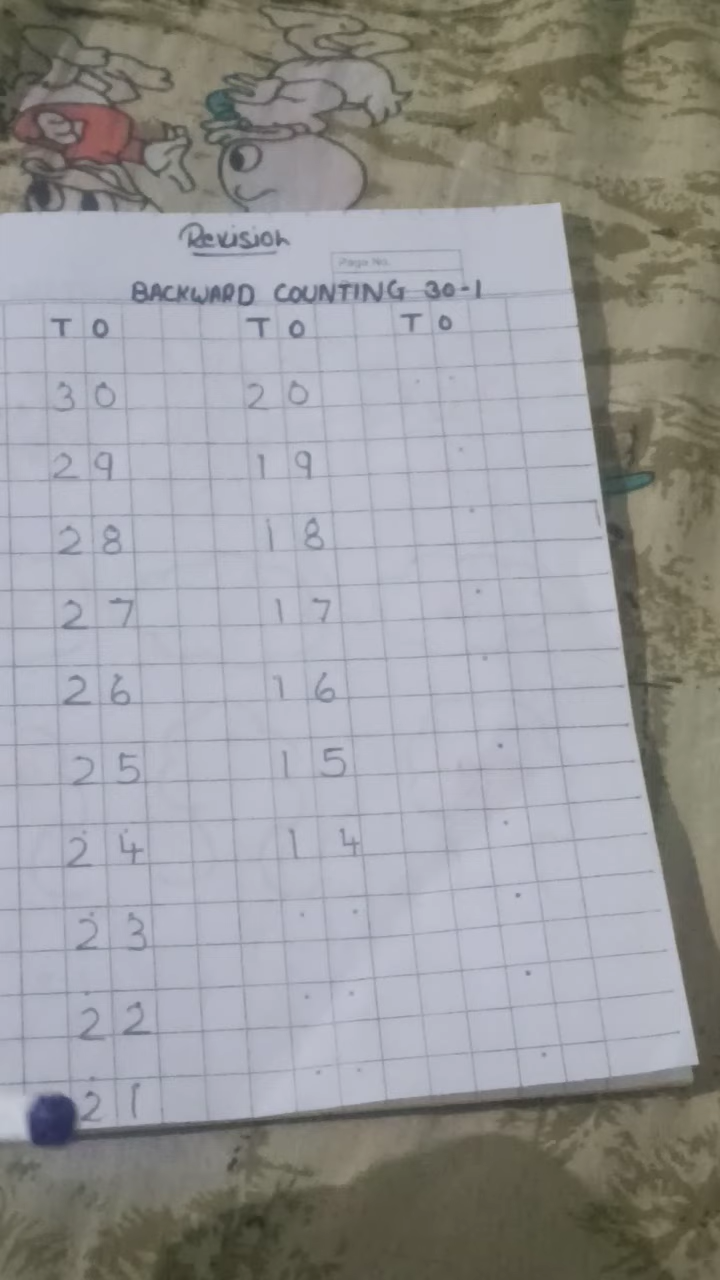 Revision
Page No.
BACKWARD COUNTING 30-1
T O T O T O
3 0 2 0
2 9 1 9
2 8 1 8
2 7 1 7
2 6 1 6
2 5 1 5
2 4 1 4
2 3
2 2
2 1